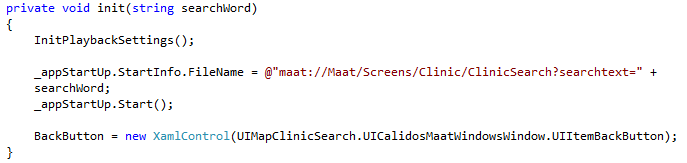 private void init(string searchWord)
{
    InitPlaybackSettings();

    _appStartUp.StartInfo.FileName = @"maat://Maat/Screens/Clinic/ClinicSearch?searchtext=" +
    searchWord;
    _appStartUp.Start();

    BackButton = new XamlControl(UIMapClinicSearch.UICalidosMaatWindowsWindow.UIItemBackButton);
}